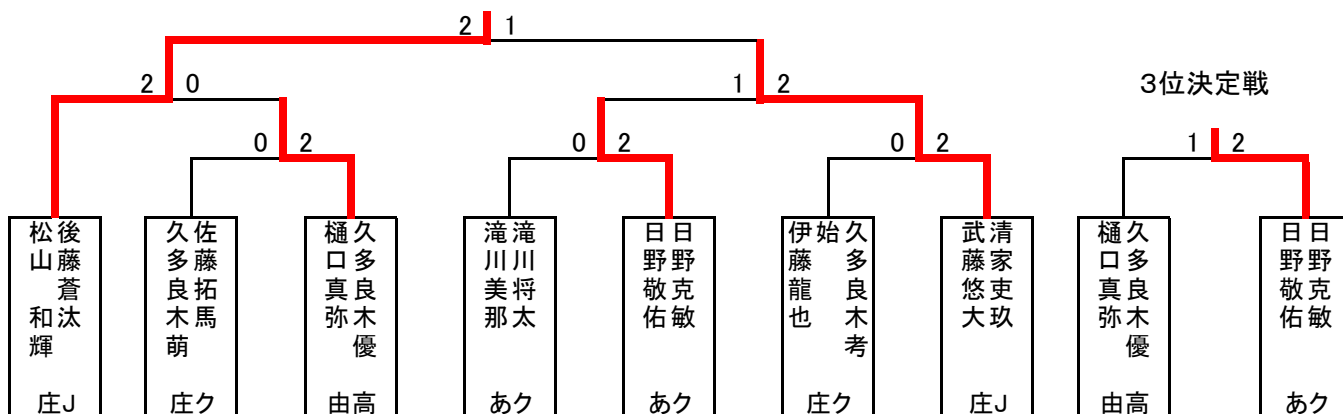 2 1
2 0
1 2
3位決定戦
0 2
0 2
0 2
1 2
後藤蒼汰
松山 和輝
庄J
佐藤拓馬
久多良木萌
庄ク
久多良木優
樋口真弥
由高
滝川将太
滝川美那
あク
日野克敏
日野敬佑
あク
久多良木考
始
伊藤龍也
庄ク
清家吏玖
武藤悠大
庄J
久多良木優
樋口真弥
由高
日野克敏
日野敬佑
あク